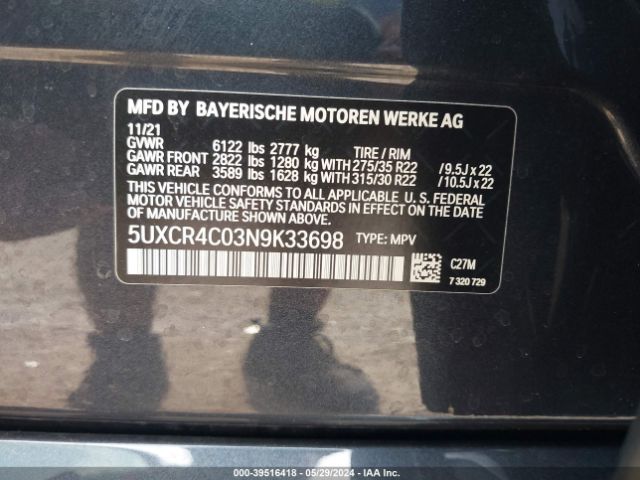 MFD BY BAYERISCHE MOTOREN WERKE AG
11/21
GVWR 6122 lbs 2777 kg TIRE / RIM
GAWR FRONT 2822 lbs 1280 kg WITH 275/35 R22 / 9.5J x 22
GAWR REAR 3589 lbs 1628 kg WITH 315/30 R22 / 10.5J x 22
THIS VEHICLE CONFORMS TO ALL APPLICABLE U. S. FEDERAL
MOTOR VEHICLE SAFETY STANDARDS IN EFFECT ON THE DATE OF
MANUFACTURE SHOWN ABOVE.
5UXCR4C03N9K33698 TYPE: MPV
C27M
7 320 729
000-39516418 - 05/29/2024 - IAA Inc.